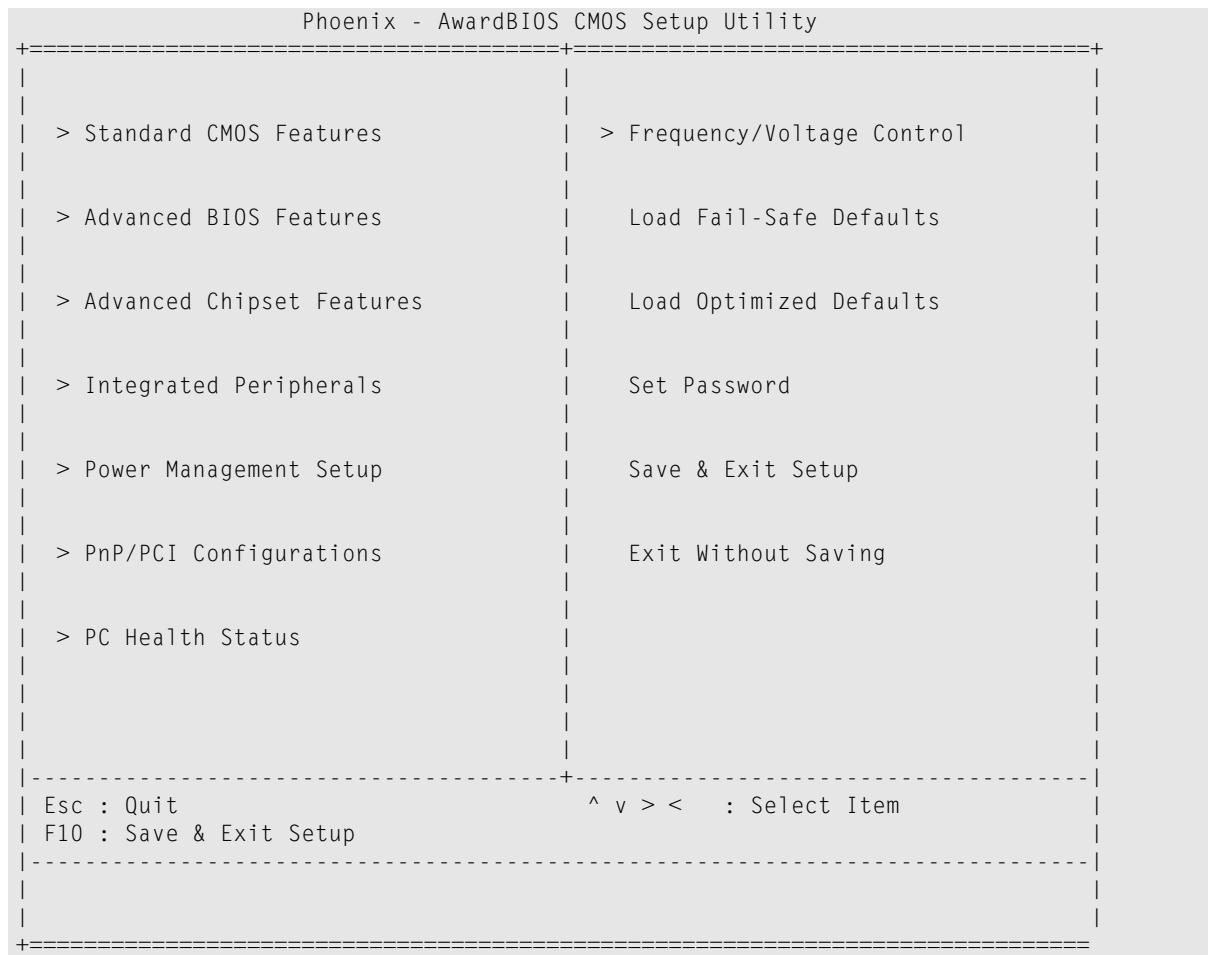 Phoenix - AwardBIOS CMOS Setup Utility
> Standard CMOS Features > Frequency/Voltage Control
> Advanced BIOS Features Load Fail-Safe Defaults
> Advanced Chipset Features Load Optimized Defaults
> Integrated Peripherals Set Password
> Power Management Setup Save & Exit Setup
> PnP/PCI Configurations Exit Without Saving
> PC Health Status
Esc : Quit ^ v > < : Select Item
F10 : Save & Exit Setup